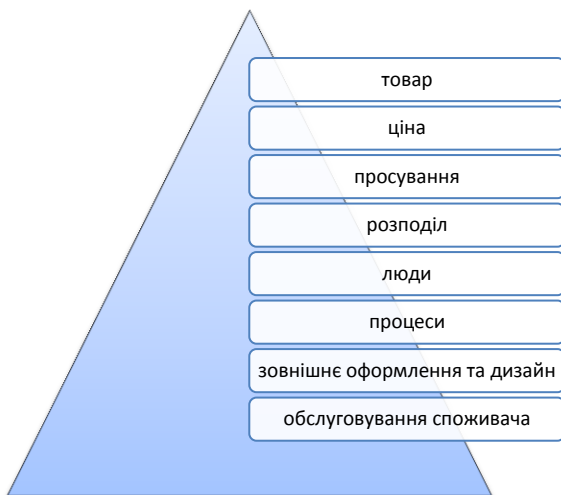 товар
ціна
просування
розподіл
люди
процеси
зовнішнє оформлення та дизайн
обслуговування споживача